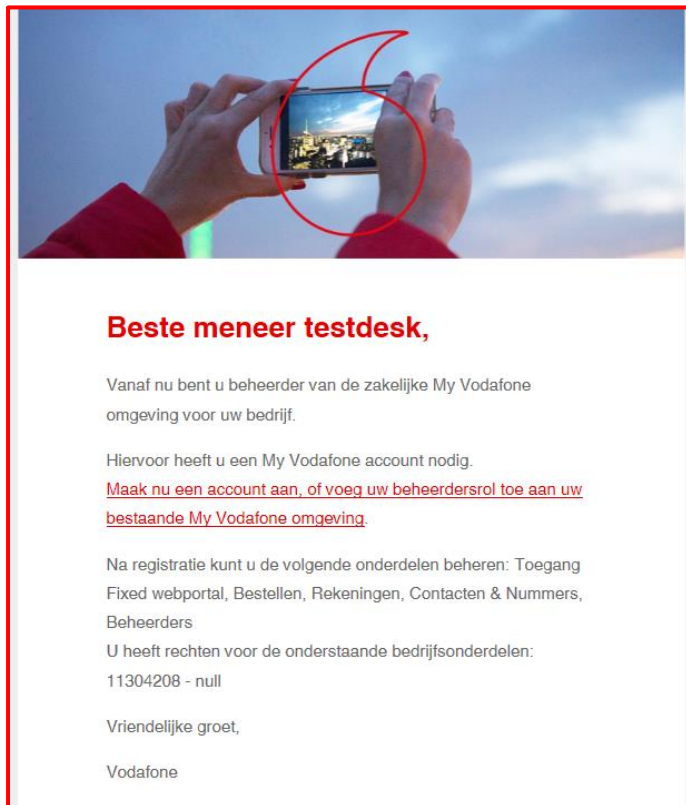 Beste meneer testdesk,
Vanaf nu bent u beheerder van de zakelijke My Vodafone
omgeving voor uw bedrijf.
Hiervoor heeft u een My Vodafone account nodig.
Maak nu een account aan, of voeg uw beheerdersrol toe aan uw
bestaande My Vodafone omgeving.
Na registratie kunt u de volgende onderdelen beheren: Toegang
Fixed webportal, Bestellen, Rekeningen, Contacten & Nummers,
Beheerders
U heeft rechten voor de onderstaande bedrijfsonderdelen:
11304208 - null
Vriendelijke groet,
Vodafone